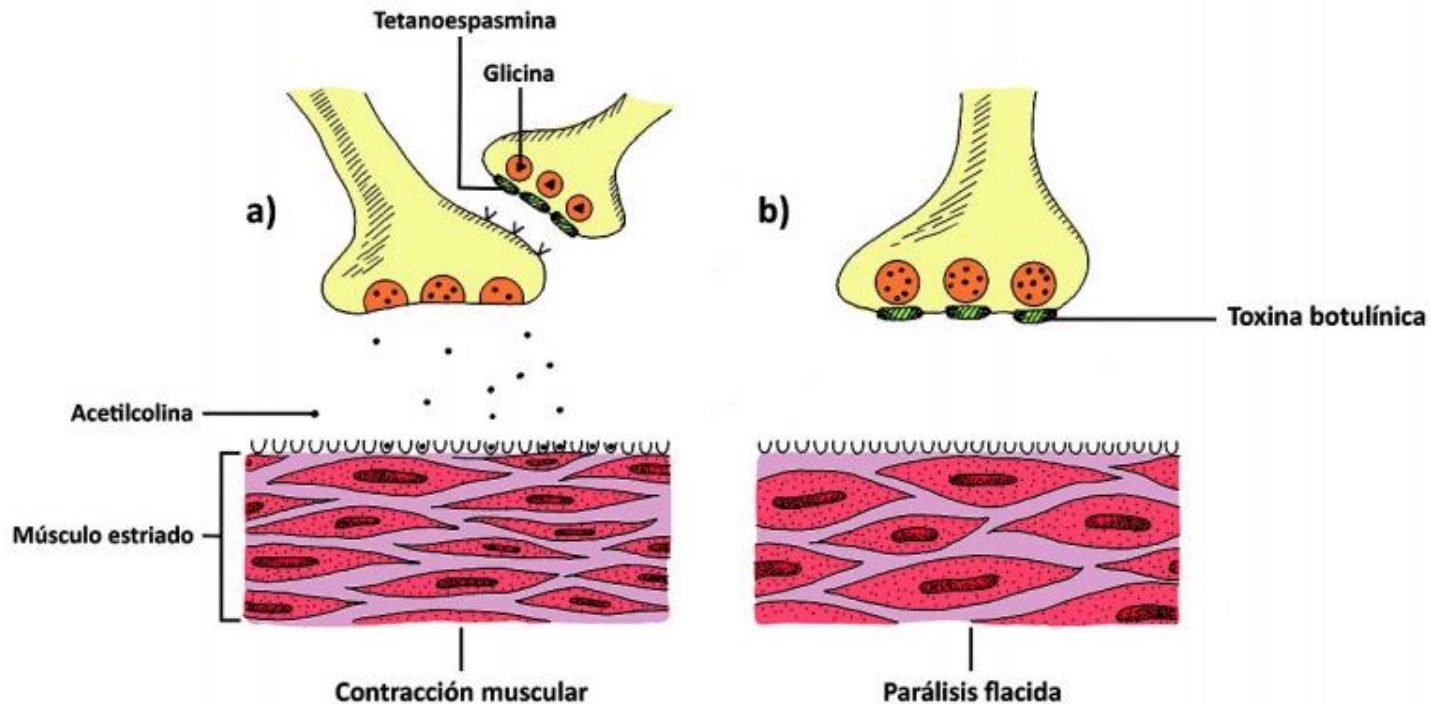 Tetanoespasmina
Glicina
a)
b)
Toxina botulínica
Acetilcolina
Músculo estriado
Contracción muscular
Parálisis flacida